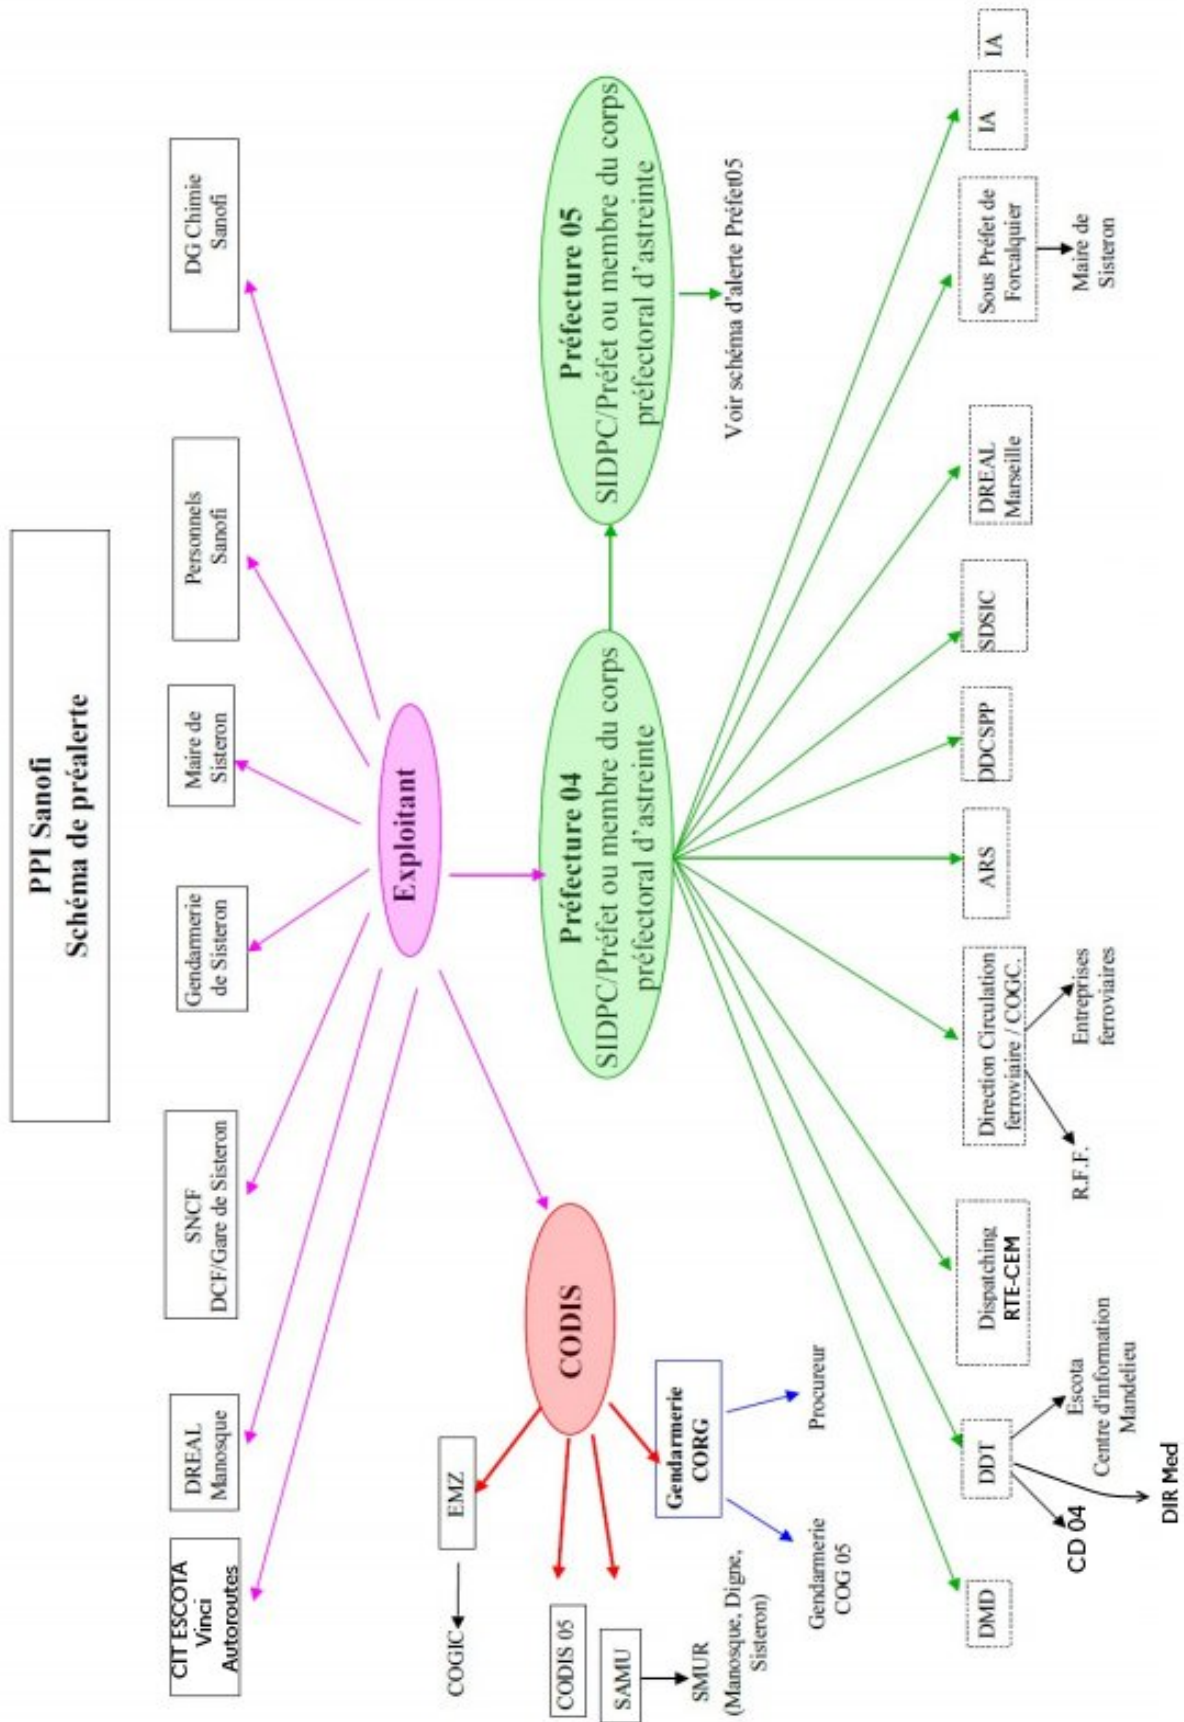 PPI Sanofi
Schéma de préalerte
CIT ESCOTA
Vinci
Autoroutes
DREAL
Manosque
SNCF
DCF/Gare de Sisteron
Gendarmerie
de Sisteron
Maire de
Sisteron
Personnels
Sanofi
DG Chimie
Sanofi
Exploitant
COGIC
EMZ
CODIS
CODIS 05
SAMU
SMUR
(Manosque, Digne,
Sisteron)
Gendarmerie
CORG
Gendarmerie
COG 05
Procureur
Préfecture 04
SIDPC/Préfet ou membre du corps
préfectoral d'astreinte
Préfecture 05
SIDPC/Préfet ou membre du corps
préfectoral d'astreinte
Voir schéma d'alerte Préfet05
DMD
DDT
CD 04
DIR Med
Escota
Centre d'information
Mandelieu
Dispatching
RTE-CEM
Direction Circulation
ferroviaire / COGC.
R.F.F.
Entreprises
ferroviaires
ARS
DDCSPP
SDSIC
DREAL
Marseille
Sous Préfet de
Forcalquier
Maire de
Sisteron
IA
IA